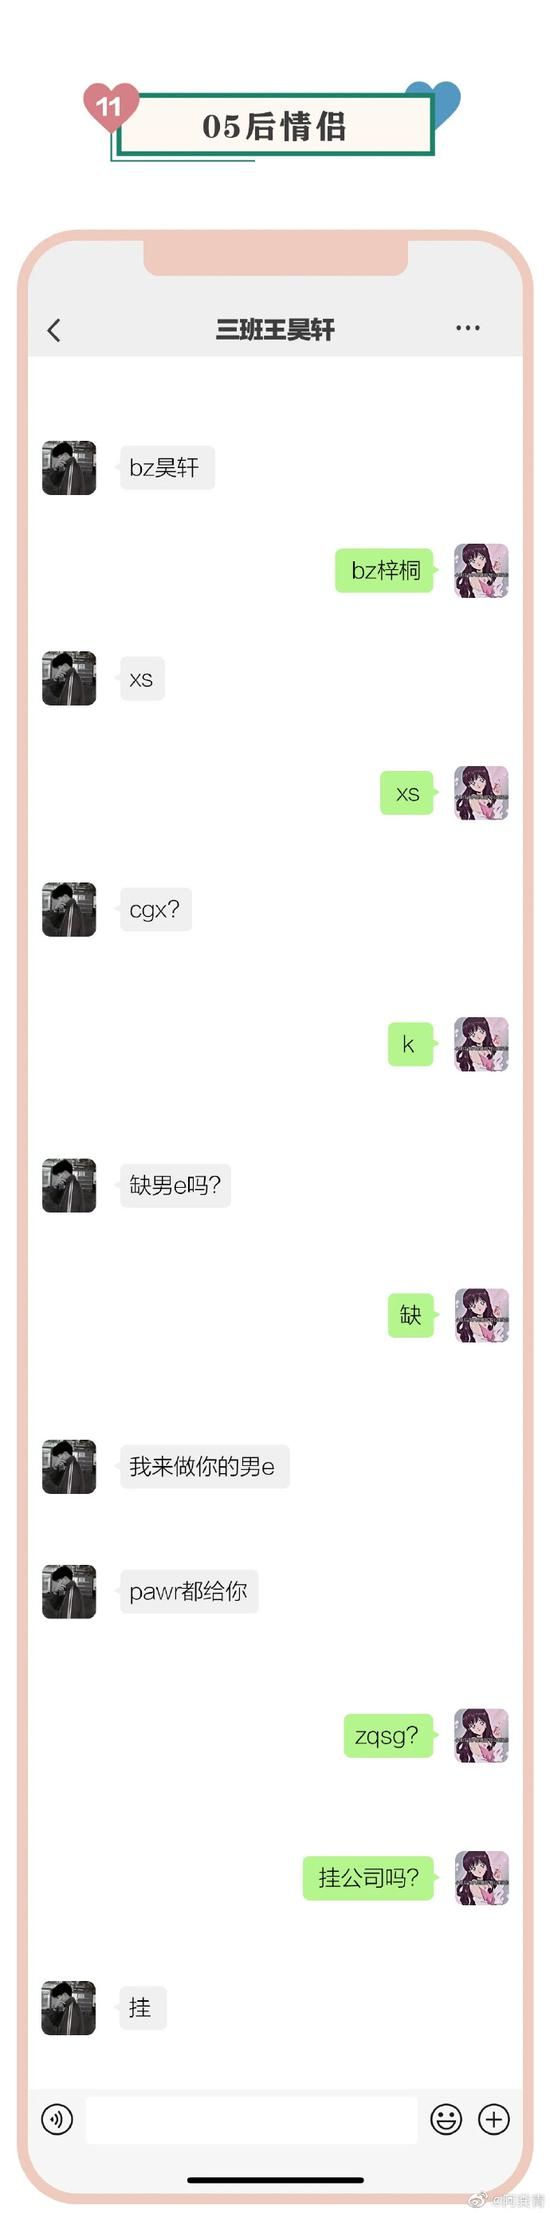 11
05后情侣
三班王昊轩
bz昊轩
bz梓桐
xs
xs
cgx?
k
缺男e吗?
缺
我来做你的男e
pawr都给你
zqsg?
挂公司吗?
挂